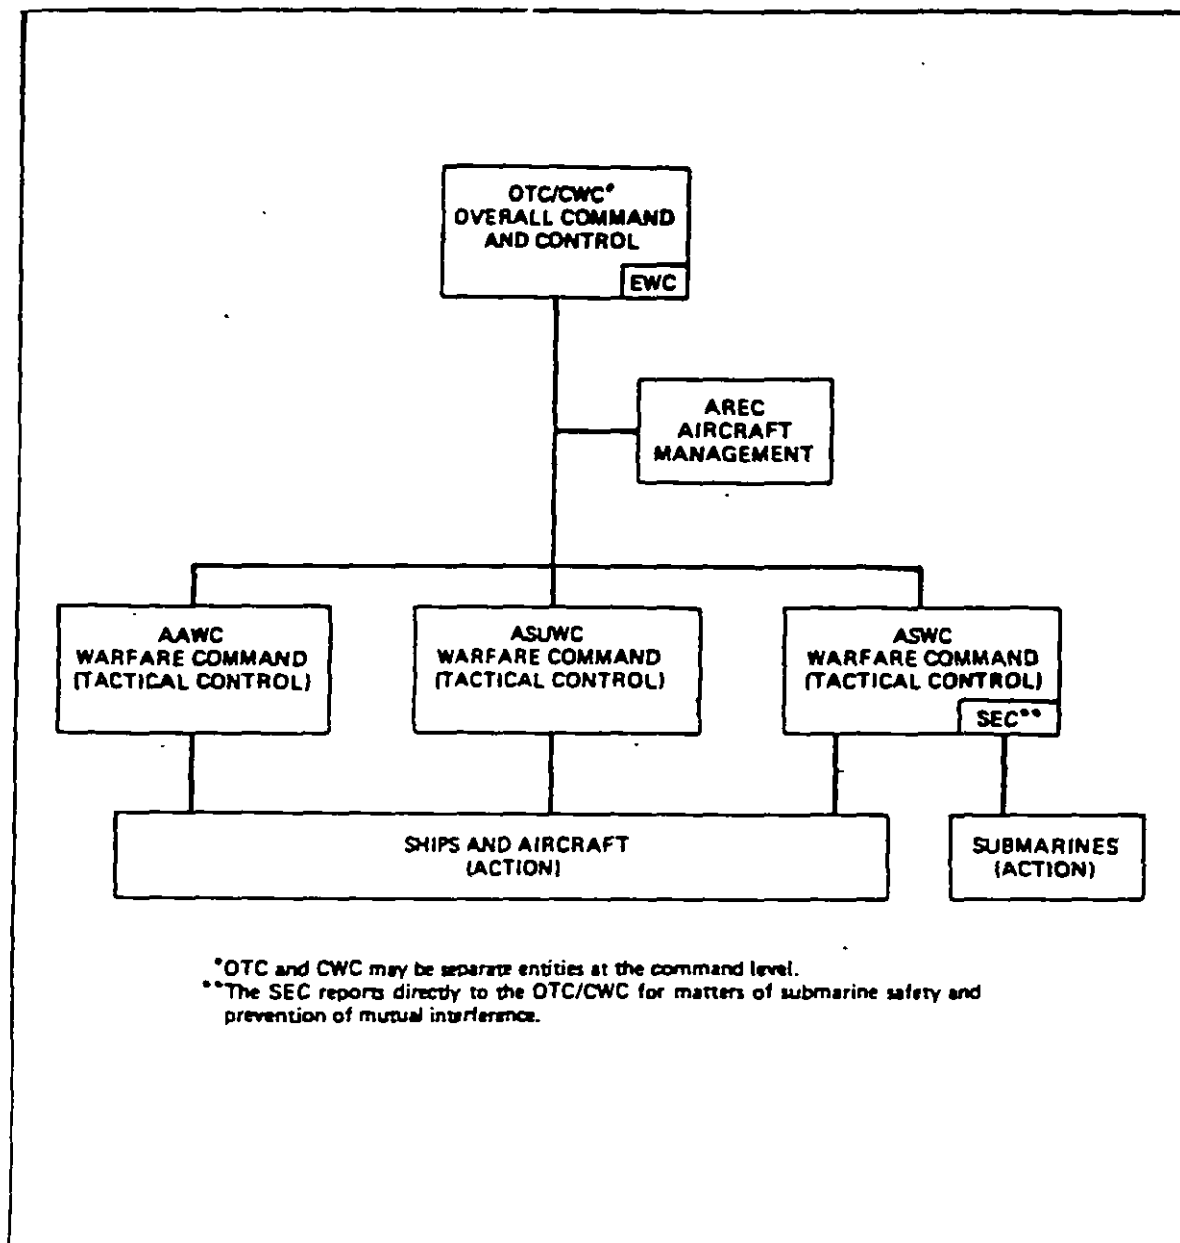 OTC/CWC*
OVERALL COMMAND
AND CONTROL
EWC
AREC
AIRCRAFT
MANAGEMENT
AAWC
WARFARE COMMAND
(TACTICAL CONTROL)
ASUWC
WARFARE COMMAND
(TACTICAL CONTROL)
ASWC
WARFARE COMMAND
(TACTICAL CONTROL)
SEC**
SHIPS AND AIRCRAFT
(ACTION)
SUBMARINES
(ACTION)
*OTC and CWC may be separate entities at the command level.
**The SEC reports directly to the OTC/CWC for matters of submarine safety and
prevention of mutual interference.